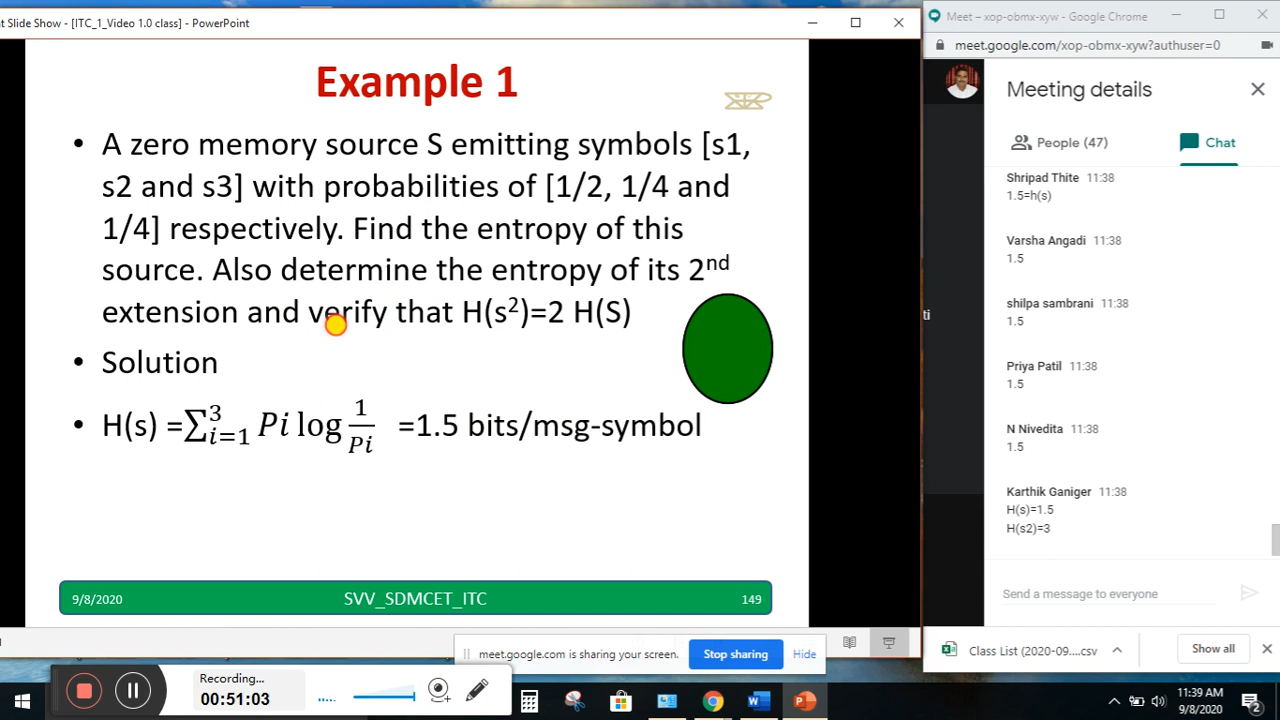 nt Slide Show - [ITC_1_Video 1.0 class] - PowerPoint
Example 1
• A zero memory source S emitting symbols [s1,
s2 and s3] with probabilities of [1/2, 1/4 and
1/4] respectively. Find the entropy of this
source. Also determine the entropy of its 2nd
extension and verify that H(s²)=2 H(S)
• Solution
• H(s) =∑³ᵢ₌₁ Pi log 1/Pi =1.5 bits/msg-symbol
9/8/2020 SVV_SDMCET_ITC 149
meet.google.com is sharing your screen. Stop sharing Hide
Recording...
00:51:03
Meet – xop-obmx-xyw - Google Chrome
meet.google.com/xop-obmx-xyw?authuser=0
Meeting details
People (47) Chat
Shripad Thite 11:38
1.5=h(s)
Varsha Angadi 11:38
1.5
shilpa sambrani 11:38
1.5
Priya Patil 11:38
1.5
N Nivedita 11:38
1.5
Karthik Ganiger 11:38
H(s)=1.5
H(s2)=3
Send a message to everyone
Class List (2020-09....csv Show all
11:39 AM
9/8/2020
2